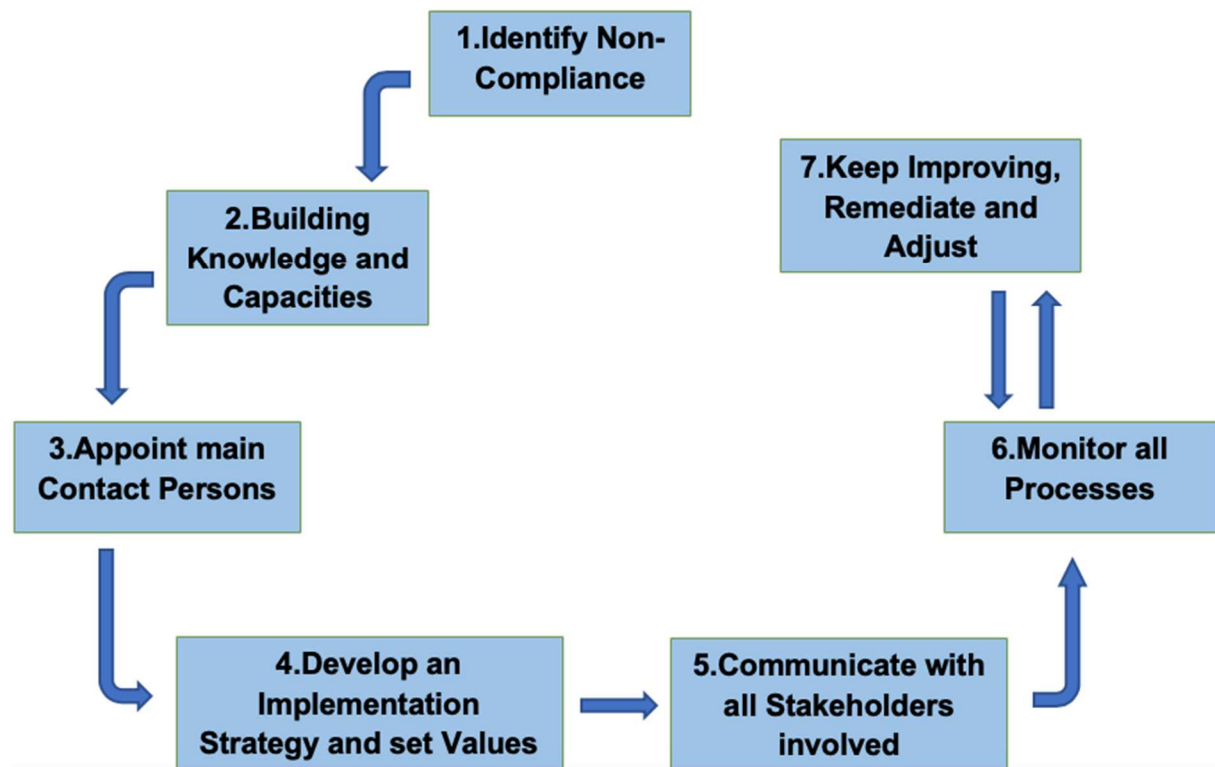 1.Identify Non-
Compliance
2.Building
Knowledge and
Capacities
3.Appoint main
Contact Persons
4.Develop an
Implementation
Strategy and set Values
5.Communicate with
all Stakeholders
involved
6.Monitor all
Processes
7.Keep Improving,
Remediate and
Adjust